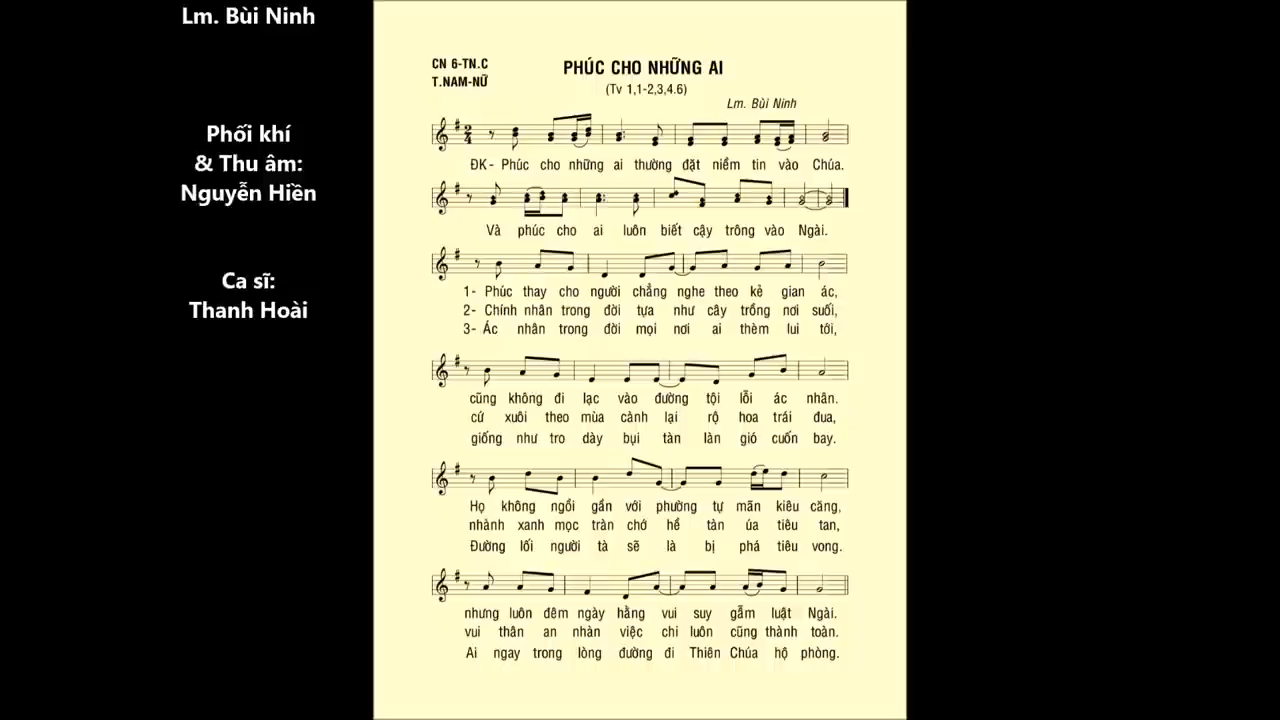 Lm. Bùi Ninh
Phối khí
& Thu âm:
Nguyễn Hiền
Ca sĩ:
Thanh Hoài
CN 6-TN.C
T.NAM-NỮ
PHÚC CHO NHỮNG AI
(Tv 1,1-2,3,4.6)
Lm. Bùi Ninh
ĐK- Phúc cho những ai thường đặt niềm tin vào Chúa.
Và phúc cho ai luôn biết cậy trông vào Ngài.
1- Phúc thay cho người chẳng nghe theo kẻ gian ác,
2- Chính nhân trong đời tựa như cây trồng nơi suối,
3- Ác nhân trong đời mọi nơi ai thèm lui tới,
cũng không đi lạc vào đường tội lỗi ác nhân.
cứ xuôi theo mùa cành lại rộ hoa trái đua,
giống như tro dày bụi tàn làn gió cuốn bay.
Họ không ngồi gần với phường tự mãn kiêu căng,
nhành xanh mọc tràn chớ hề tàn úa tiêu tan,
Đường lối người tà sẽ là bị phá tiêu vong.
nhưng luôn đêm ngày hằng vui suy gẫm luật Ngài.
vui thân an nhàn việc chi luôn cũng thành toàn.
Ai ngay trong lòng đường đi Thiên Chúa hộ phòng.